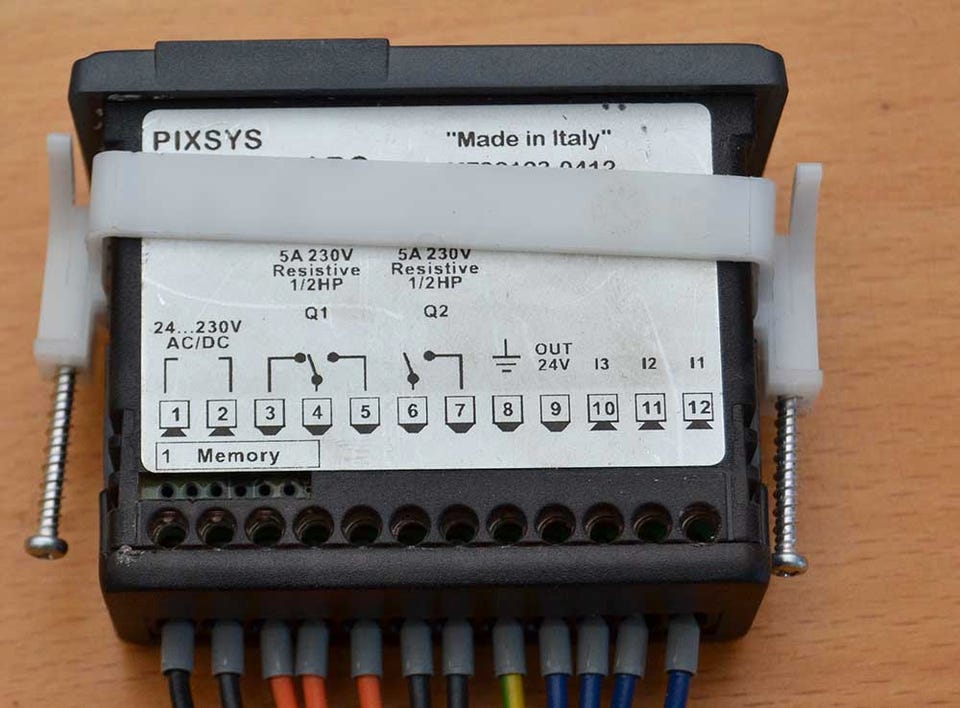 PIXSYS "Made in Italy"
5A 230V 5A 230V
Resistive Resistive
1/2HP 1/2HP
Q1 Q2
24...230V
AC/DC
OUT
24V I3 I2 I1
1 2 3 4 5 6 7 8 9 10 11 12
1 Memory